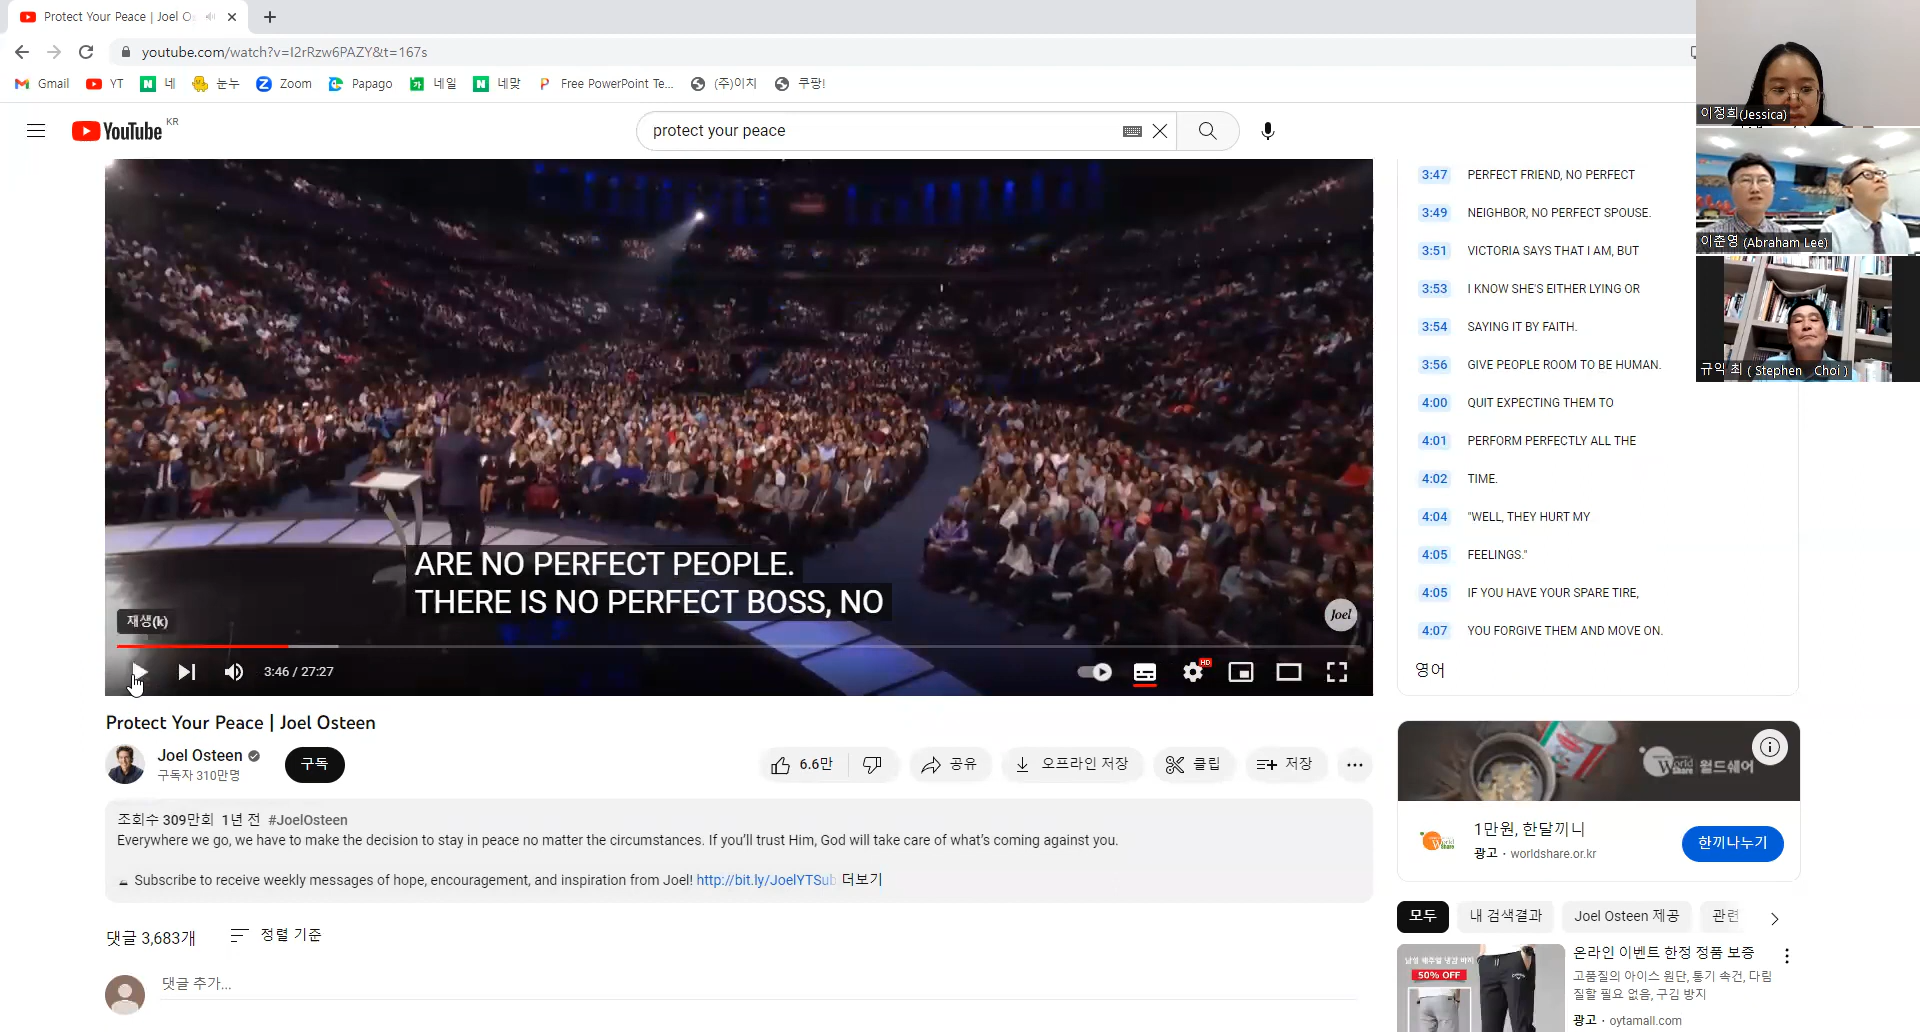 Protect Your Peace | Joel O
youtube.com/watch?v=I2rRzw6PAZY&t=167s
Gmail
YT
네
눈누
Zoom
Papago
네일
네맞
Free PowerPoint Te...
(주)이치
쿠팡!
YouTube KR
protect your peace
이정희(Jessica)
이춘영 (Abraham Lee)
규익 최 ( Stephen Choi )
ARE NO PERFECT PEOPLE.
THERE IS NO PERFECT BOSS, NO
재생(k)
Joel
3:46 / 27:27
HD
3:47 PERFECT FRIEND, NO PERFECT
3:49 NEIGHBOR, NO PERFECT SPOUSE.
3:51 VICTORIA SAYS THAT I AM, BUT
3:53 I KNOW SHE'S EITHER LYING OR
3:54 SAYING IT BY FAITH.
3:56 GIVE PEOPLE ROOM TO BE HUMAN.
4:00 QUIT EXPECTING THEM TO
4:01 PERFORM PERFECTLY ALL THE
4:02 TIME.
4:04 "WELL, THEY HURT MY
4:05 FEELINGS."
4:05 IF YOU HAVE YOUR SPARE TIRE,
4:07 YOU FORGIVE THEM AND MOVE ON.
영어
Protect Your Peace | Joel Osteen
Joel Osteen
구독자 310만명
구독
6.6만
공유
오프라인 저장
클립
저장
조회수 309만회 1년 전 #JoelOsteen
Everywhere we go, we have to make the decision to stay in peace no matter the circumstances. If you'll trust Him, God will take care of what's coming against you.
Subscribe to receive weekly messages of hope, encouragement, and inspiration from Joel! http://bit.ly/JoelYTSub 더보기
댓글 3,683개
정렬 기준
댓글 추가...
World Share 월드쉐어
1만원, 한달끼니
광고 · worldshare.or.kr
한끼나누기
모두
내 검색결과
Joel Osteen 제공
관련
50% OFF
온라인 이벤트 한정 정품 보증
고품질의 아이스 원단, 통기 속건, 다림
질할 필요 없음, 구김 방지
광고 · oytamall.com